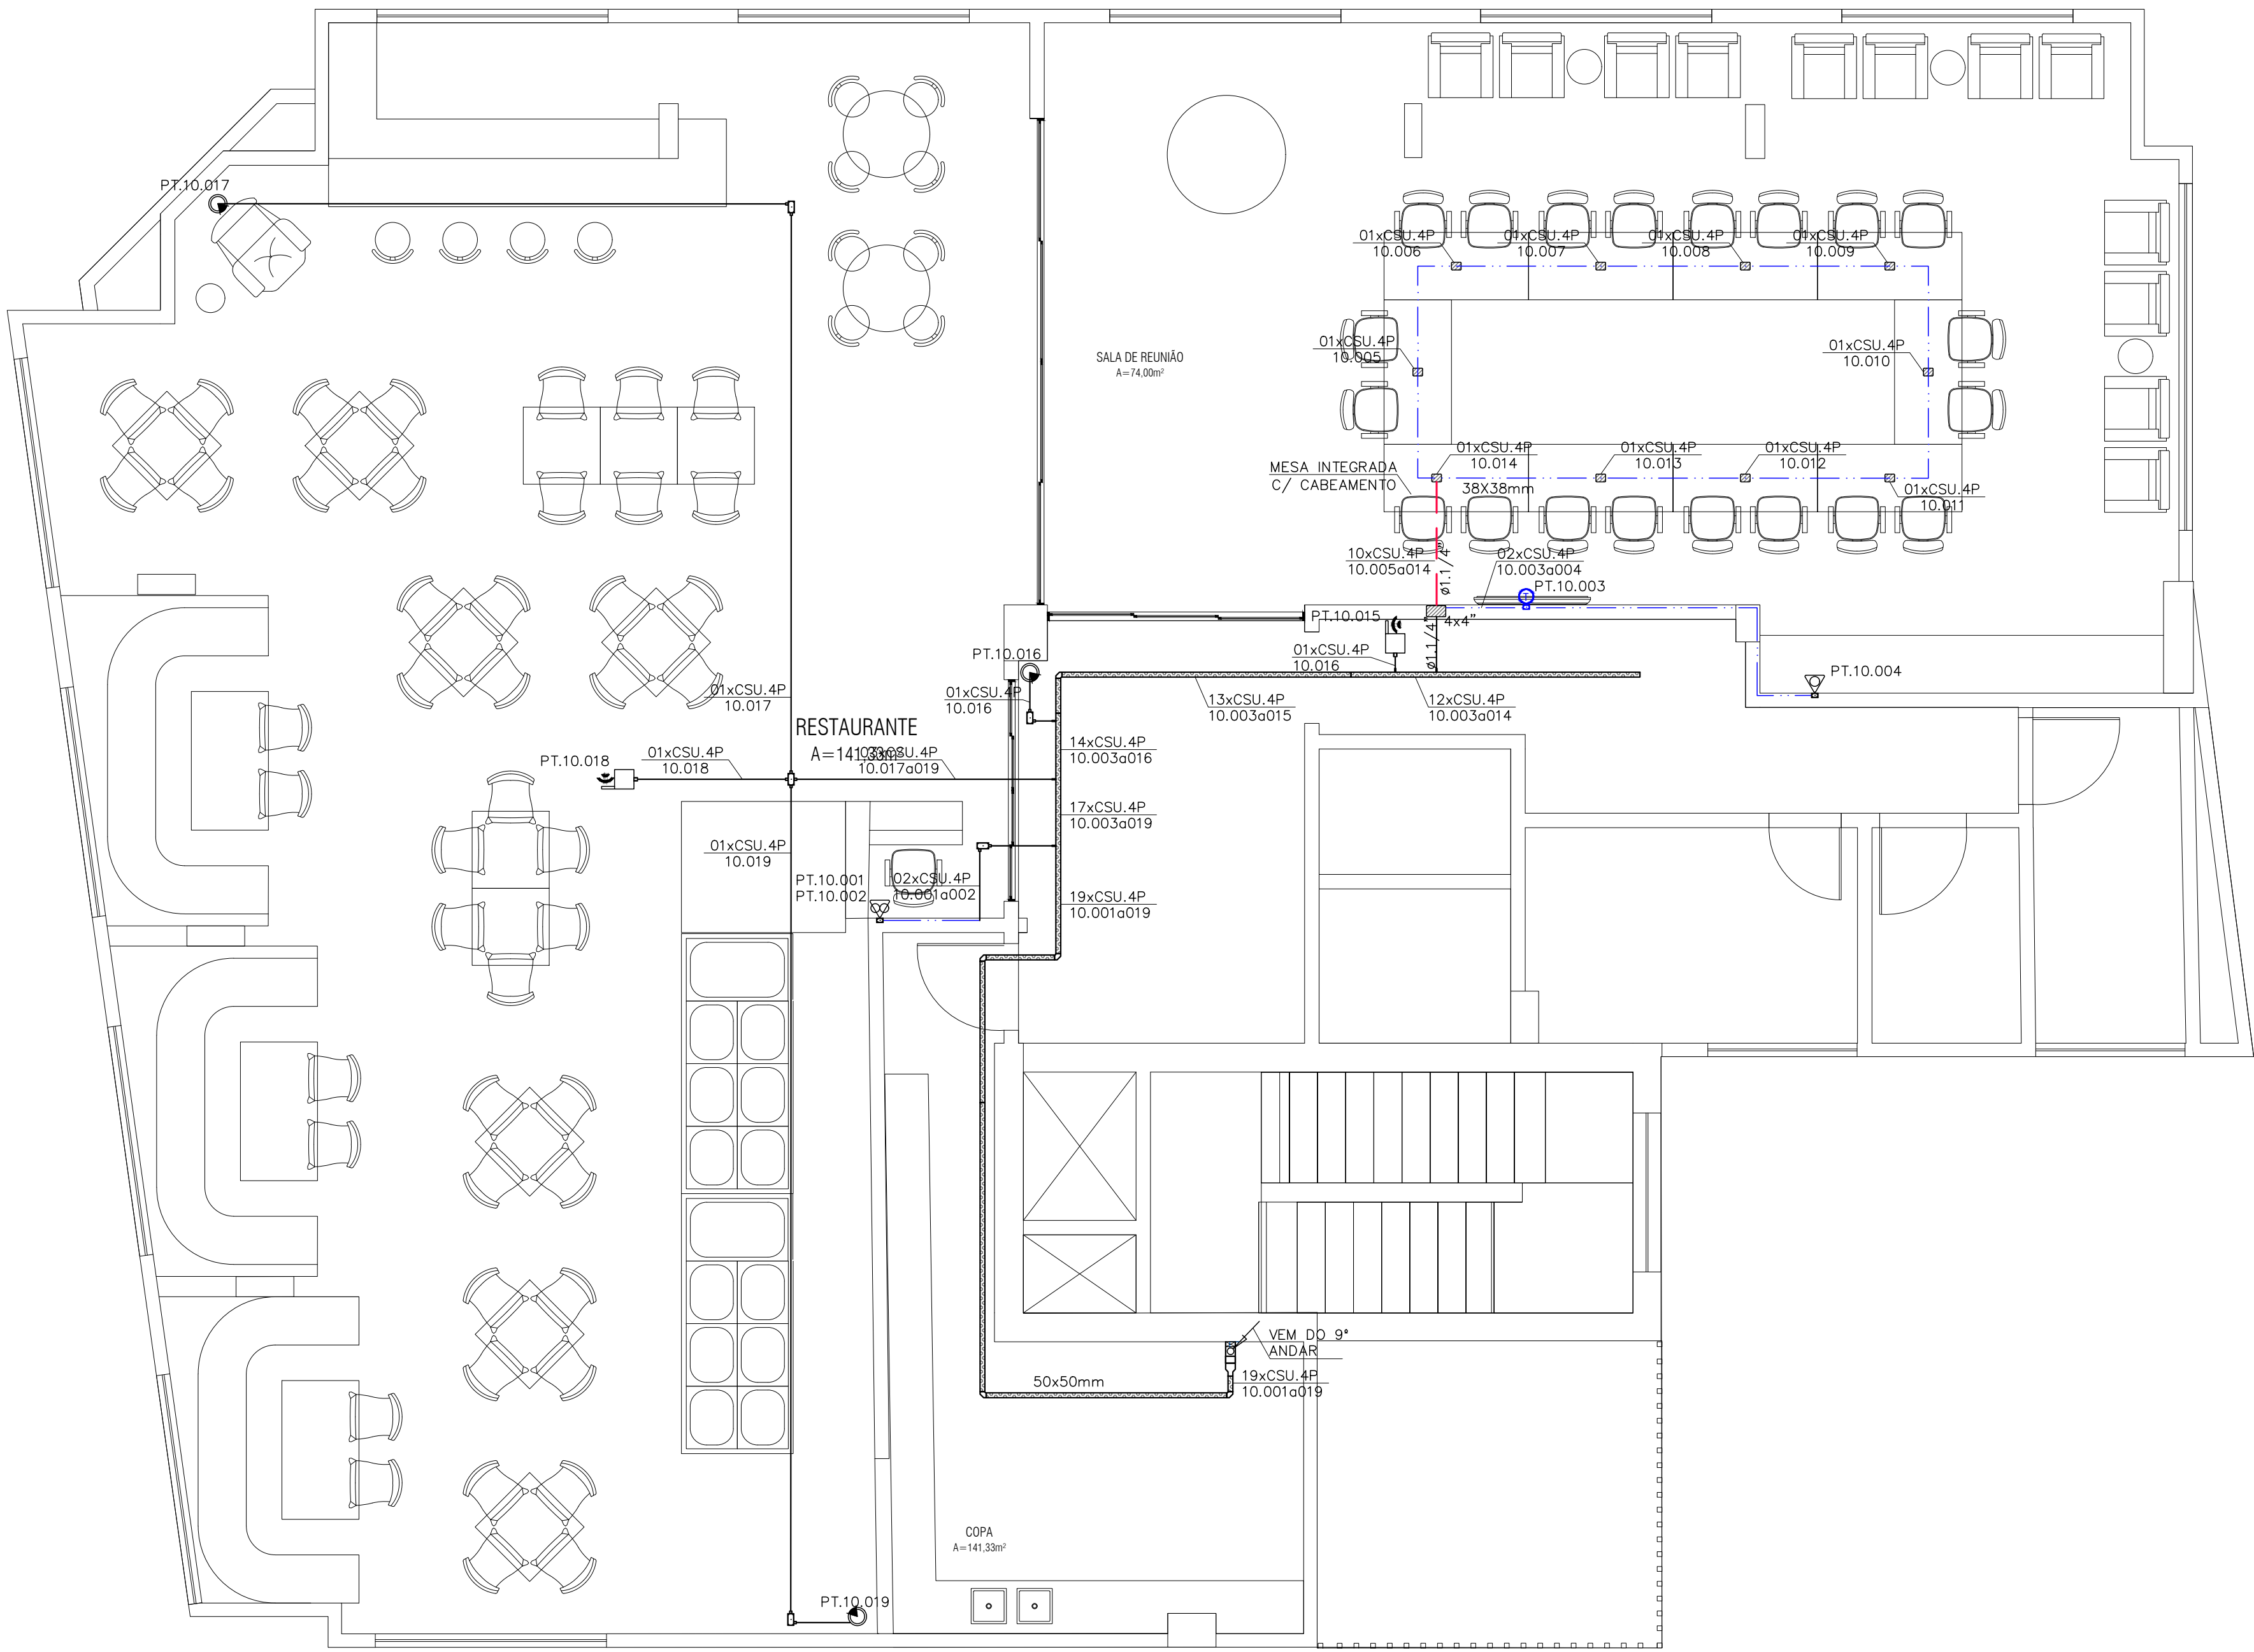 PT.10.017
01xCSU.4P
10.006
01xCSU.4P
10.007
01xCSU.4P
10.008
01xCSU.4P
10.009
SALA DE REUNIÃO
A=74,00m²
01xCSU.4P
10.005
01xCSU.4P
10.010
MESA INTEGRADA
C/ CABEAMENTO
01xCSU.4P
10.014
01xCSU.4P
10.013
01xCSU.4P
10.012
38X38mm
01xCSU.4P
10.011
10xCSU.4P
10.005a014
ø1.1/4"
02xCSU.4P
10.003a004
PT.10.003
PT.10.015
4x4"
ø1.1/4"
01xCSU.4P
10.016
PT.10.016
01xCSU.4P
10.016
PT.10.004
13xCSU.4P
10.003a015
12xCSU.4P
10.003a014
01xCSU.4P
10.017
RESTAURANTE
A=141,33m²
14xCSU.4P
10.003a016
PT.10.018
01xCSU.4P
10.018
03xCSU.4P
10.017a019
17xCSU.4P
10.003a019
01xCSU.4P
10.019
PT.10.001
PT.10.002
02xCSU.4P
10.001a002
19xCSU.4P
10.001a019
VEM DO 9°
ANDAR
50x50mm
19xCSU.4P
10.001a019
COPA
A=141,33m²
PT.10.019